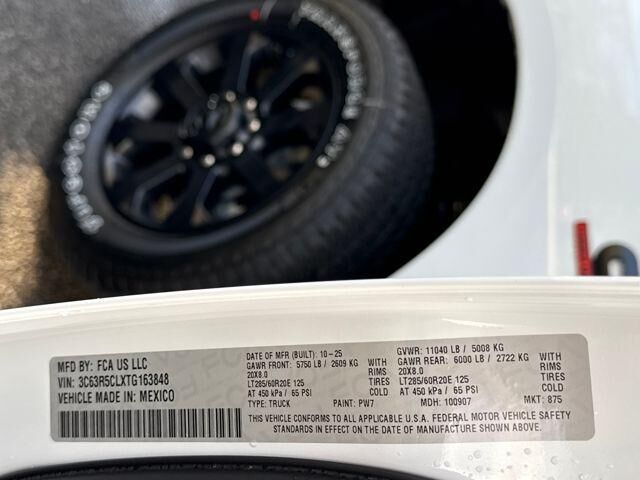 FIRESTONE
TRANSFORCE AT2
MFD BY: FCA US LLC
VIN: 3C63R5CLXTG163848
VEHICLE MADE IN: MEXICO
DATE OF MFR (BUILT): 10-25
GAWR FRONT: 5750 LB / 2609 KG WITH
20X8.0 RIMS
LT285/60R20E 125 TIRES
AT 450 kPa / 65 PSI
TYPE: TRUCK PAINT: PW7
GVWR: 11040 LB / 5008 KG
GAWR REAR: 6000 LB / 2722 KG WITH
20X8.0 RIMS
LT285/60R20E 125 TIRES
AT 450 kPa / 65 PSI
MDH: 100907 MKT: 875
THIS VEHICLE CONFORMS TO ALL APPLICABLE U.S.A. FEDERAL MOTOR VEHICLE SAFETY
STANDARDS IN EFFECT ON THE DATE OF MANUFACTURE SHOWN ABOVE.